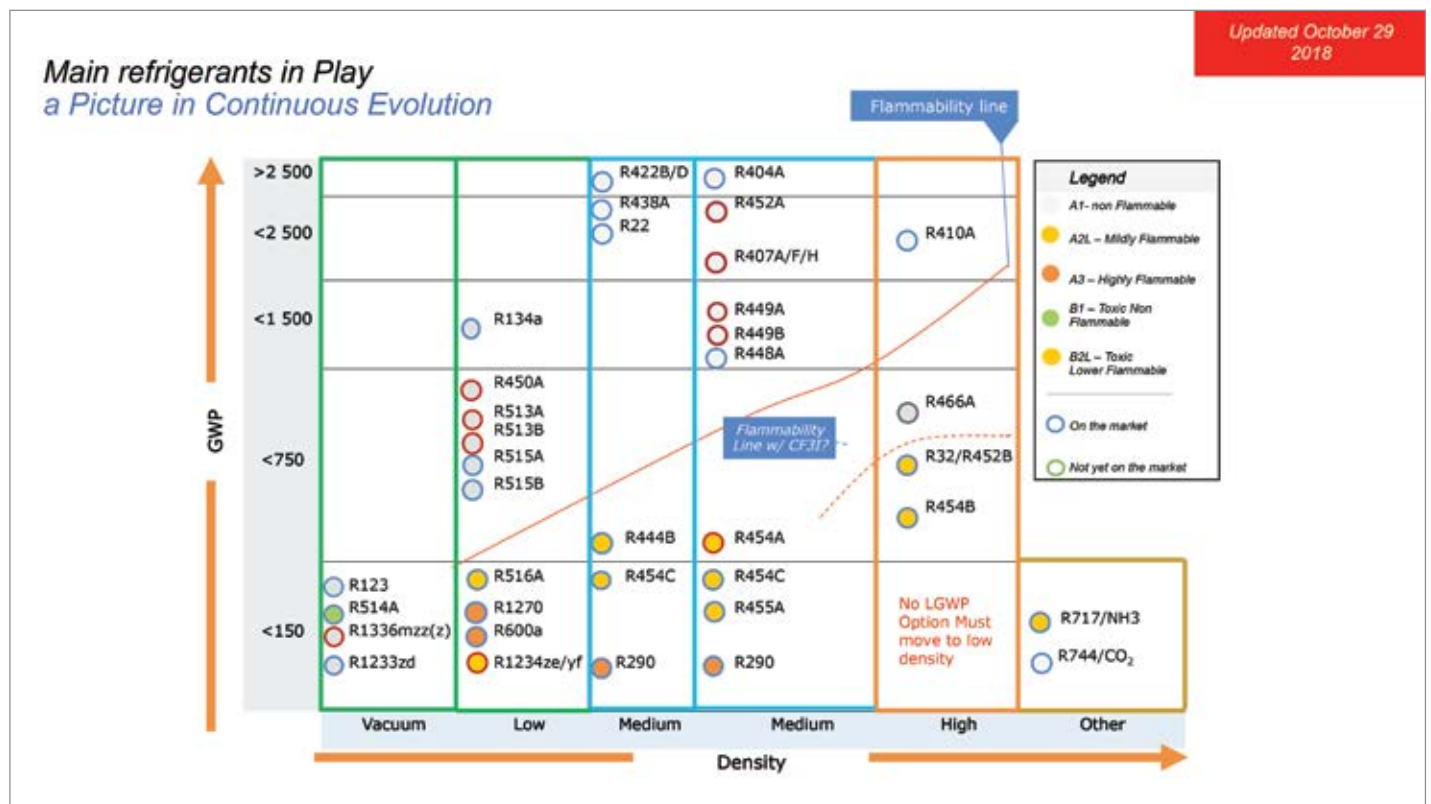 Updated October 29
2018
Main refrigerants in Play
a Picture in Continuous Evolution
Flammability line
>2 500
R422B/D
R404A
R438A
R452A
<2 500
R22
R410A
R407A/F/H
<1 500
R134a
R449A
R449B
R448A
GWP
R450A
R513A
R513B
R515A
R515B
<750
Flammability
Line w/ CF3I?
R466A
R32/R452B
R454B
R444B
R454A
<150
R123
R514A
R1336mzz(z)
R1233zd
R516A
R1270
R600a
R1234ze/yf
R454C
R290
R454C
R455A
R290
No LGWP
Option Must
move to low
density
R717/NH3
R744/CO₂
Vacuum
Low
Medium
Medium
High
Other
Density
Legend
A1- non Flammable
A2L – Mildly Flammable
A3 – Highly Flammable
B1 – Toxic Non
Flammable
B2L – Toxic
Lower Flammable
On the market
Not yet on the market